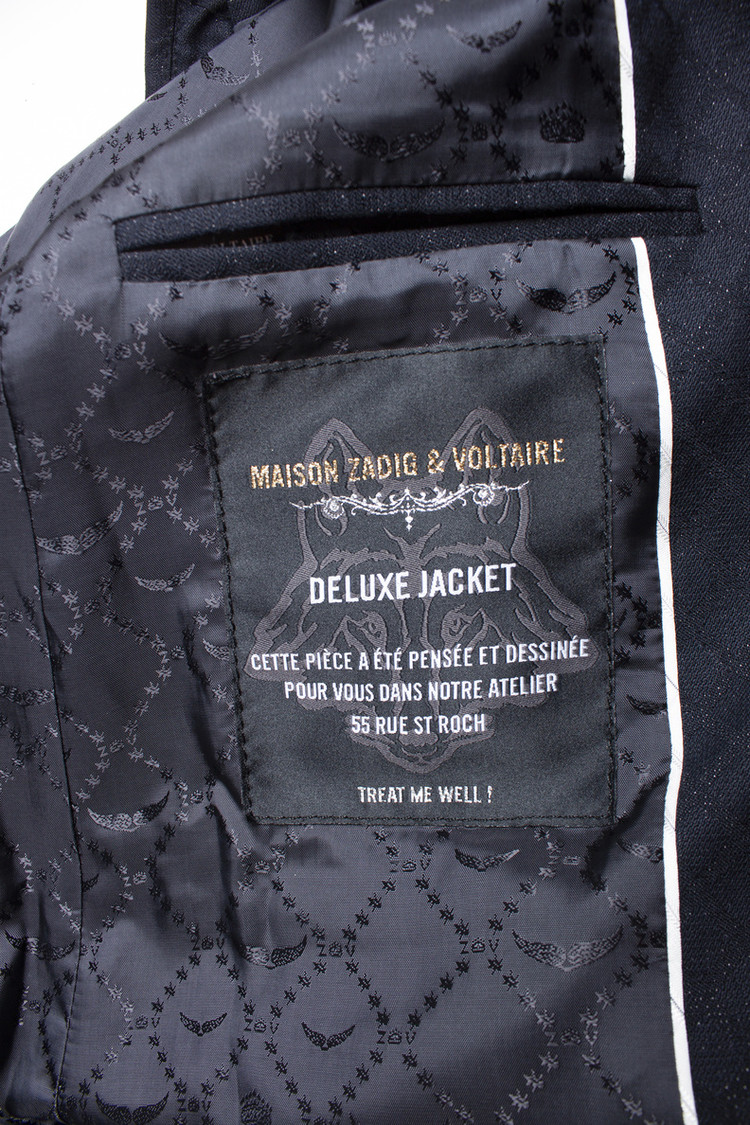 OLTAIRE
MAISON ZADIG & VOLTAIRE
DELUXE JACKET
CETTE PIÈCE A ÉTÉ PENSÉE ET DESSINÉE
POUR VOUS DANS NOTRE ATELIER
55 RUE ST ROCH
TREAT ME WELL !
Z&V
Z&V
Z&V
Z&V
Z&V
Z&V
Z&V